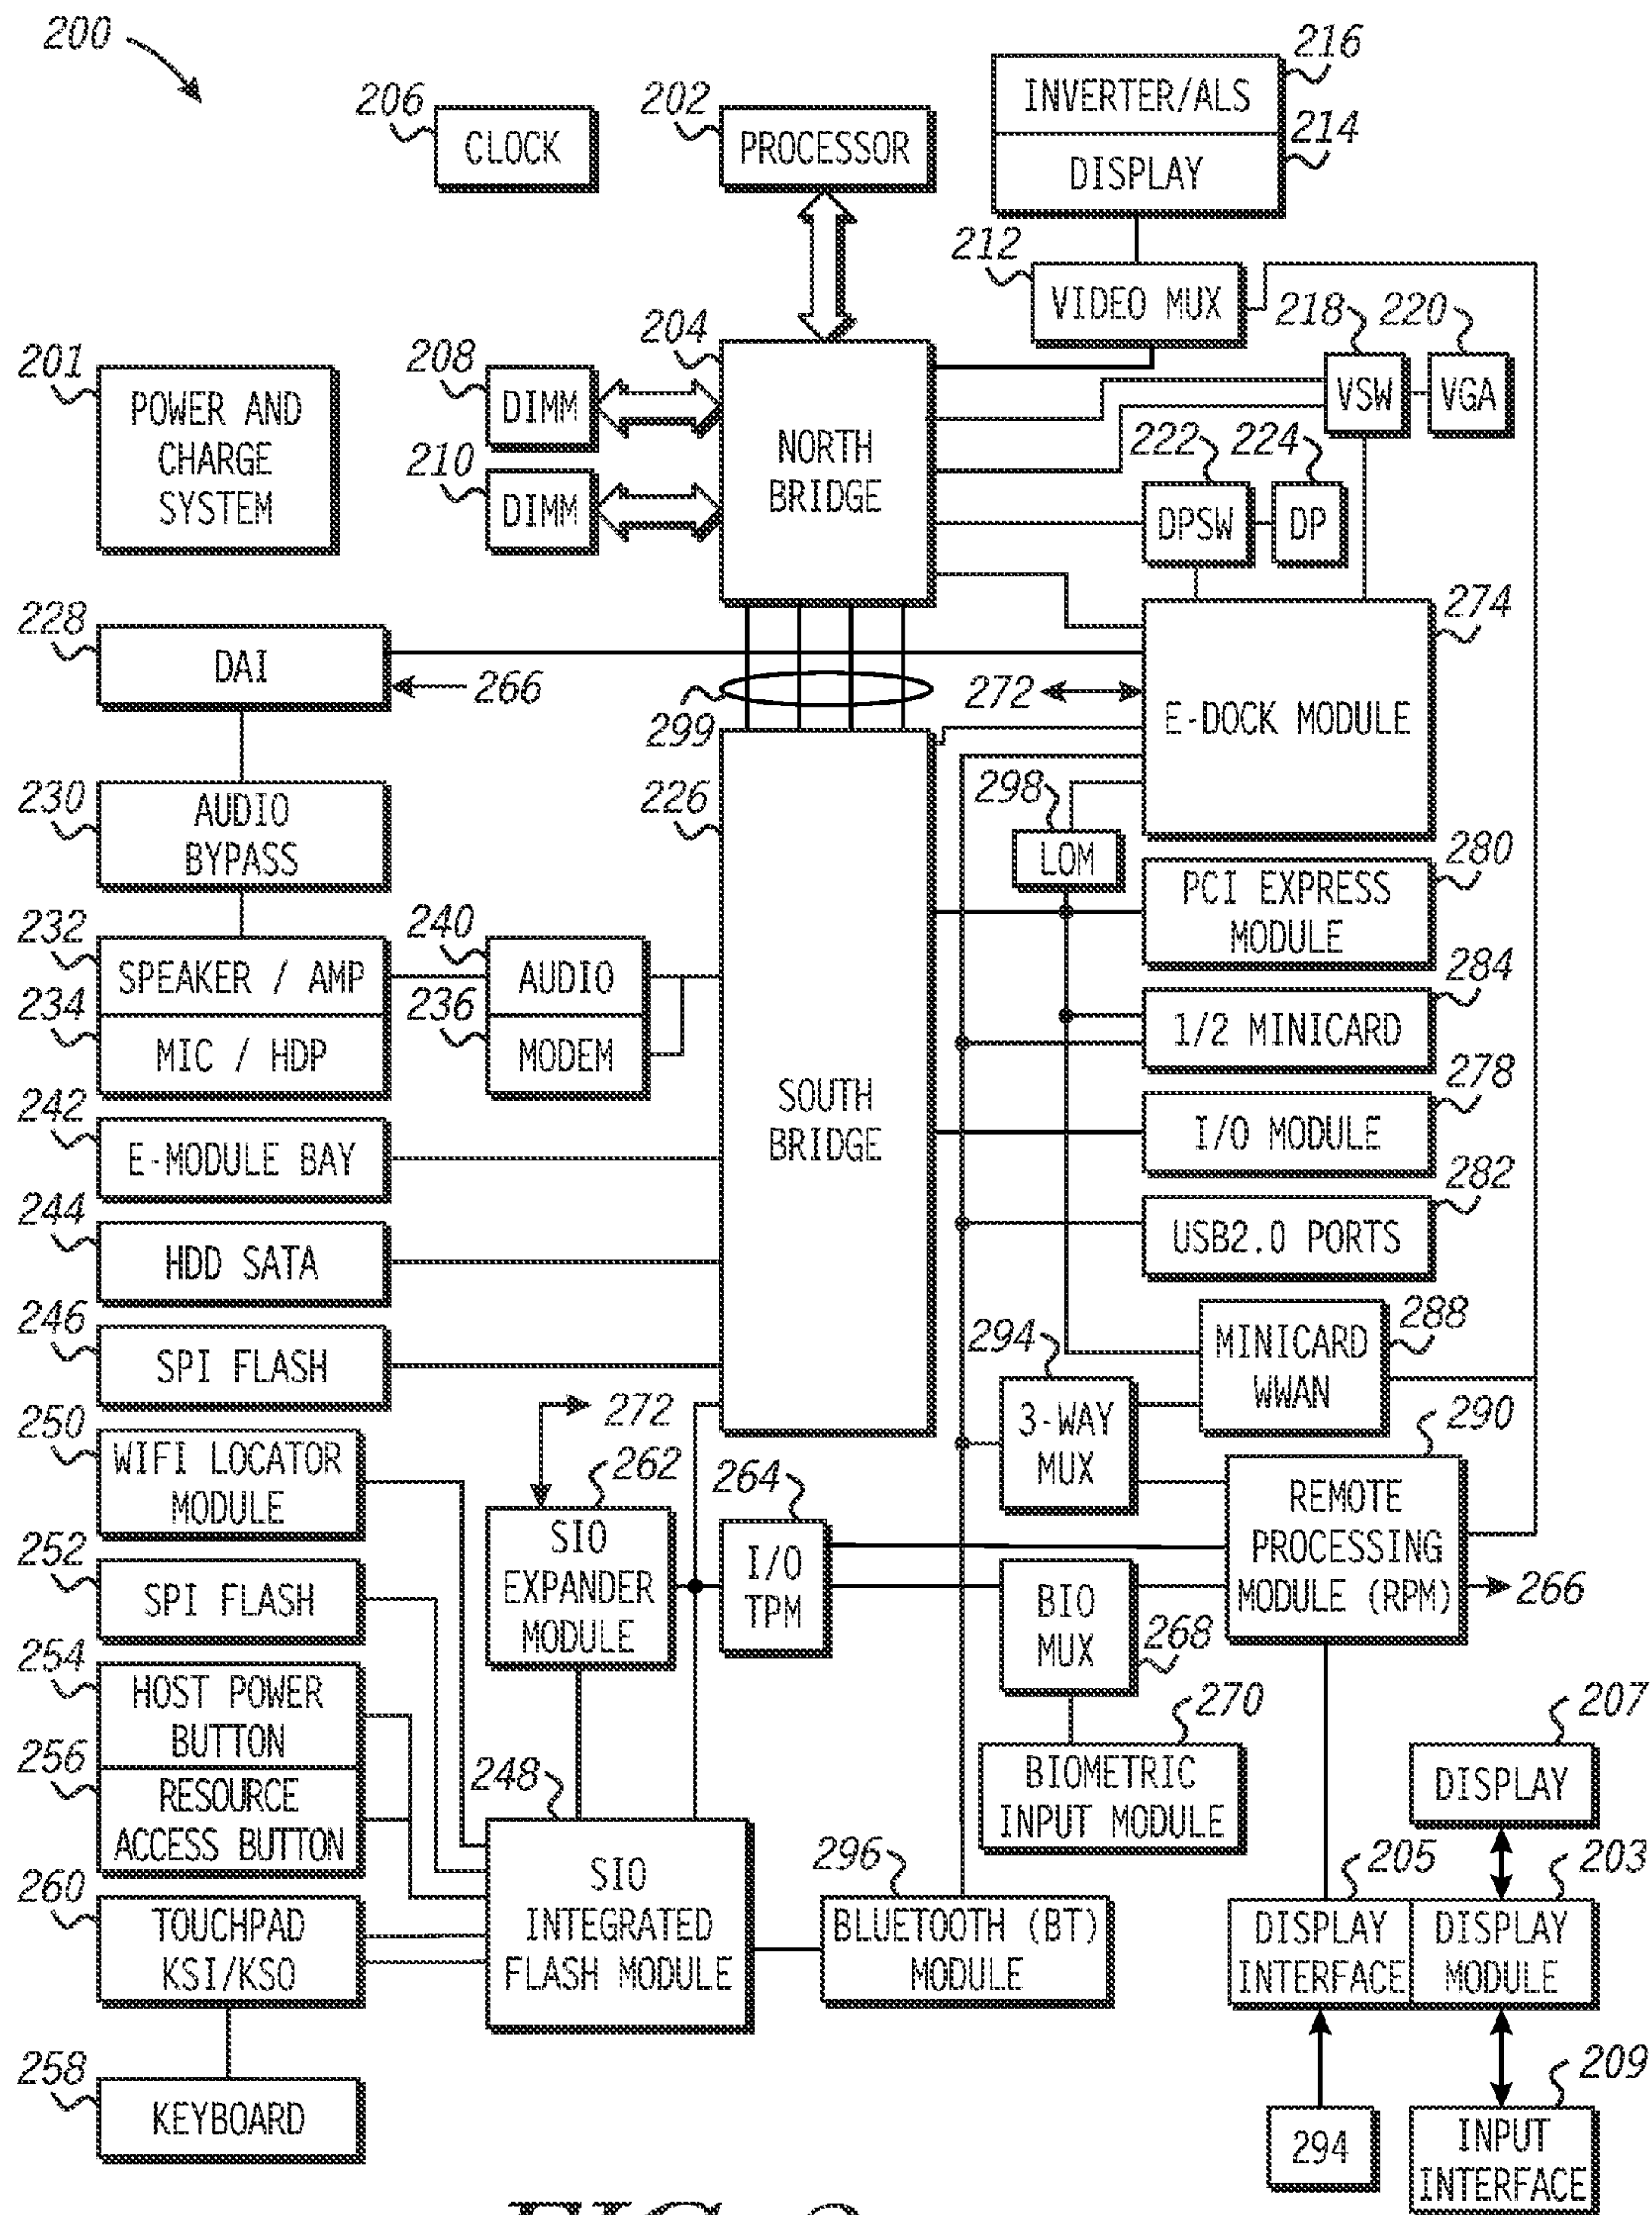 200
206
CLOCK
202
PROCESSOR
216
INVERTER/ALS
214
DISPLAY
212
VIDEO MUX
218
VSW
220
VGA
201
POWER AND
CHARGE
SYSTEM
208
DIMM
210
DIMM
204
NORTH
BRIDGE
222
DPSW
224
DP
228
DAI
266
299
272
274
E-DOCK MODULE
230
AUDIO
BYPASS
226
SOUTH
BRIDGE
298
LOM
280
PCI EXPRESS
MODULE
232
SPEAKER / AMP
234
MIC / HDP
240
AUDIO
236
MODEM
284
1/2 MINICARD
278
I/O MODULE
242
E-MODULE BAY
282
USB2.0 PORTS
244
HDD SATA
246
SPI FLASH
288
MINICARD
WWAN
294
3-WAY
MUX
272
250
WIFI LOCATOR
MODULE
262
SIO
EXPANDER
MODULE
264
I/O
TPM
290
REMOTE
PROCESSING
MODULE (RPM)
266
252
SPI FLASH
BIO
MUX
268
254
HOST POWER
BUTTON
256
RESOURCE
ACCESS BUTTON
270
BIOMETRIC
INPUT MODULE
207
DISPLAY
248
SIO
INTEGRATED
FLASH MODULE
296
BLUETOOTH (BT)
MODULE
205
DISPLAY
INTERFACE
203
DISPLAY
MODULE
260
TOUCHPAD
KSI/KSO
258
KEYBOARD
294
209
INPUT
INTERFACE